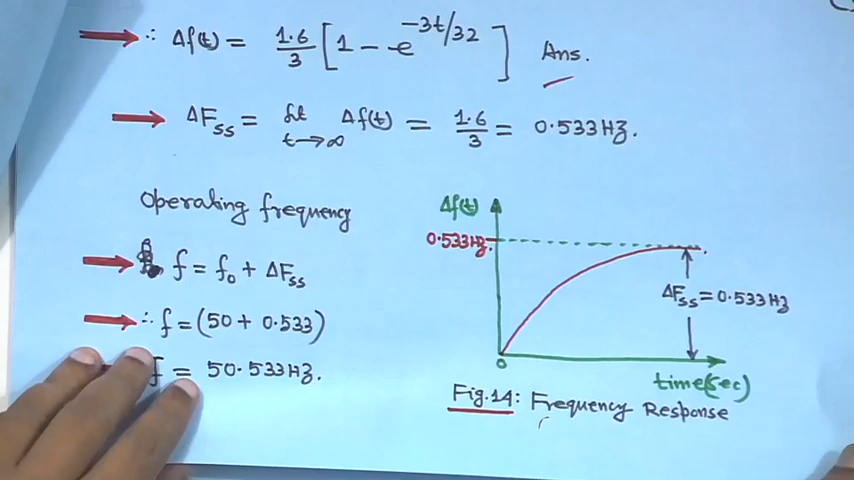 ∴ Δf(t) = 1.6/3 [1 - e^{-3t/32}] Ans.
ΔF_ss = lit t→∞ Δf(t) = 1.6/3 = 0.533 Hz.
Operating frequency
f = f₀ + ΔF_ss
∴ f = (50 + 0.533)
f = 50.533 Hz.
Δf(t)
0.533 Hz.
ΔF_ss = 0.533 Hz
0
time (sec)
Fig.14: Frequency Response